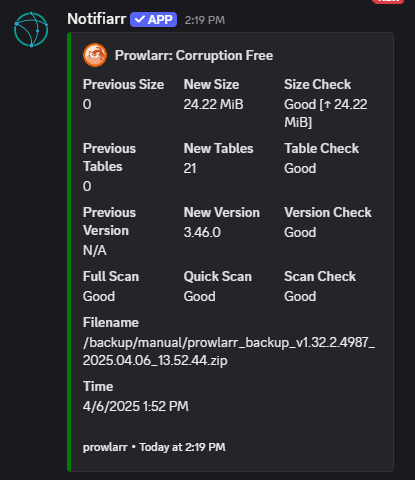 Notifiarr ✓ APP 2:19 PM
Prowlarr: Corruption Free
Previous Size New Size Size Check
0 24.22 MiB Good [↑ 24.22
MiB]
Previous New Tables Table Check
Tables 21 Good
0
Previous New Version Version Check
Version 3.46.0 Good
N/A
Full Scan Quick Scan Scan Check
Good Good Good
Filename
/backup/manual/prowlarr_backup_v1.32.2.4987_
2025.04.06_13.52.44.zip
Time
4/6/2025 1:52 PM
prowlarr • Today at 2:19 PM